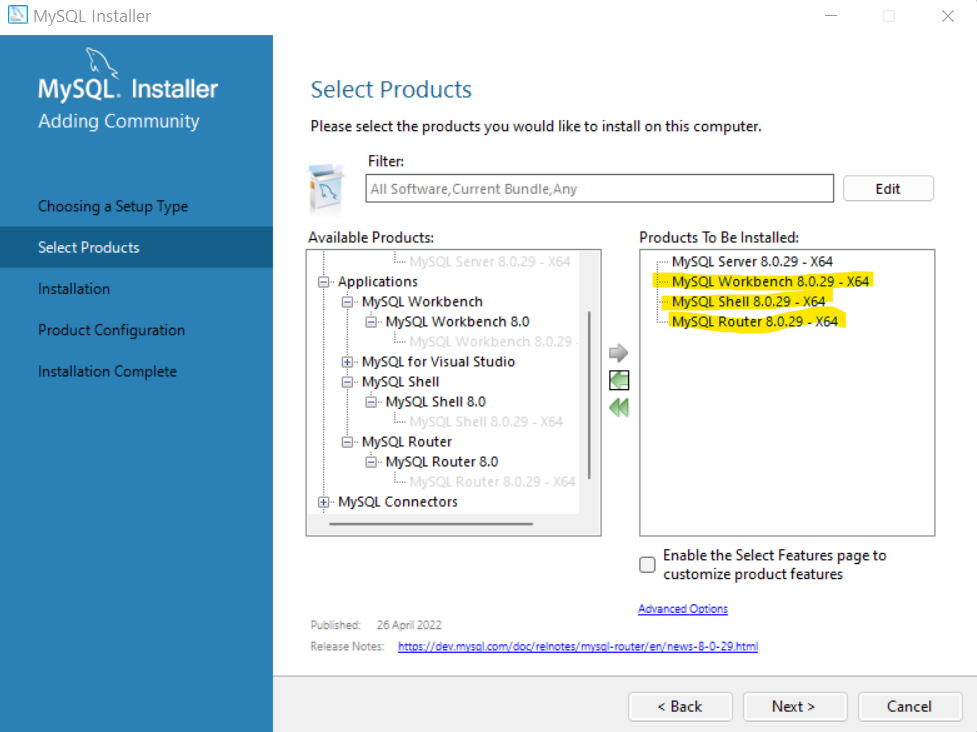 MySQL Installer
MySQL. Installer
Adding Community
Choosing a Setup Type
Select Products
Installation
Product Configuration
Installation Complete
Select Products
Please select the products you would like to install on this computer.
Filter:
All Software,Current Bundle,Any
Edit
Available Products:
MySQL Server 8.0.29 - X64
Applications
MySQL Workbench
MySQL Workbench 8.0
MySQL Workbench 8.0.29 -
MySQL for Visual Studio
MySQL Shell
MySQL Shell 8.0
MySQL Shell 8.0.29 - X64
MySQL Router
MySQL Router 8.0
MySQL Router 8.0.29 - X64
MySQL Connectors
Products To Be Installed:
MySQL Server 8.0.29 - X64
MySQL Workbench 8.0.29 - X64
MySQL Shell 8.0.29 - X64
MySQL Router 8.0.29 - X64
Enable the Select Features page to
customize product features
Advanced Options
Published: 26 April 2022
Release Notes: https://dev.mysql.com/doc/relnotes/mysql-router/en/news-8-0-29.html
< Back
Next >
Cancel